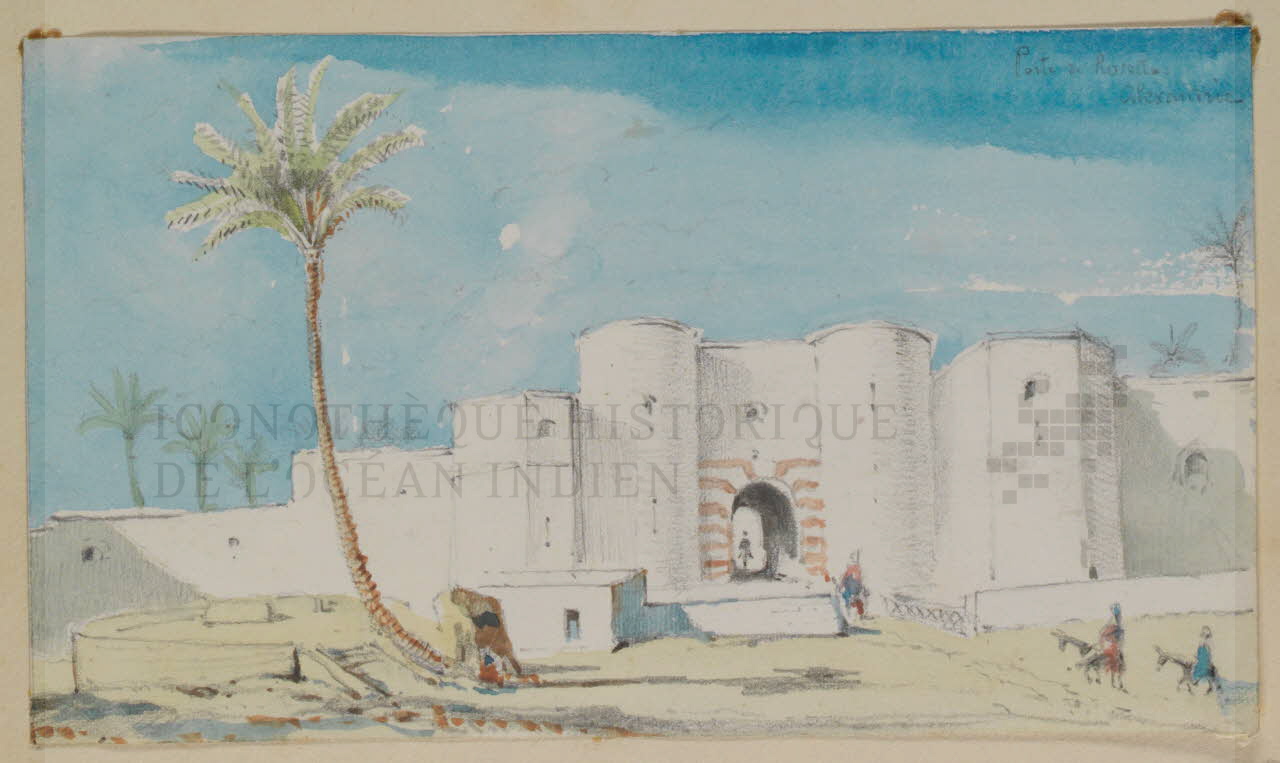 Porte de Rosette.
Alexandrie
ICONOTHÈQUE HISTORIQUE
DE L'OCÉAN INDIEN